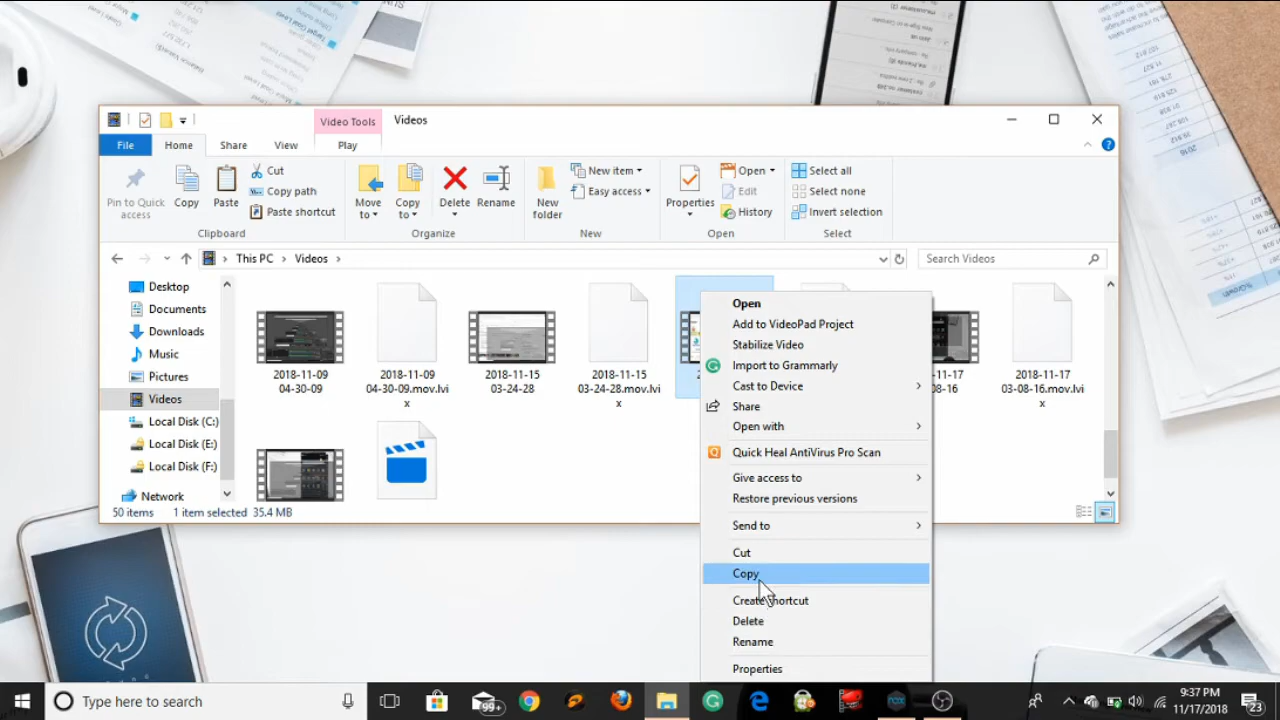 Video Tools
Videos
File
Home
Share
View
Play
Pin to Quick
access
Copy
Paste
Cut
Copy path
Paste shortcut
Clipboard
Move
to
Copy
to
Delete
Rename
Organize
New
folder
New item
Easy access
New
Properties
Open
Edit
History
Open
Select all
Select none
Invert selection
Select
This PC
Videos
Search Videos
Desktop
Documents
Downloads
Music
Pictures
Videos
Local Disk (C:)
Local Disk (E:)
Local Disk (F:)
Network
2018-11-09
04-30-09
2018-11-09
04-30-09.mov.lvi
x
2018-11-15
03-24-28
2018-11-15
03-24-28.mov.lvi
x
11-17
08-16
2018-11-17
03-08-16.mov.lvi
x
50 items
1 item selected
35.4 MB
Open
Add to VideoPad Project
Stabilize Video
Import to Grammarly
Cast to Device
Share
Open with
Quick Heal AntiVirus Pro Scan
Give access to
Restore previous versions
Send to
Cut
Copy
Create shortcut
Delete
Rename
Properties
Type here to search
99+
9:37 PM
11/17/2018
23